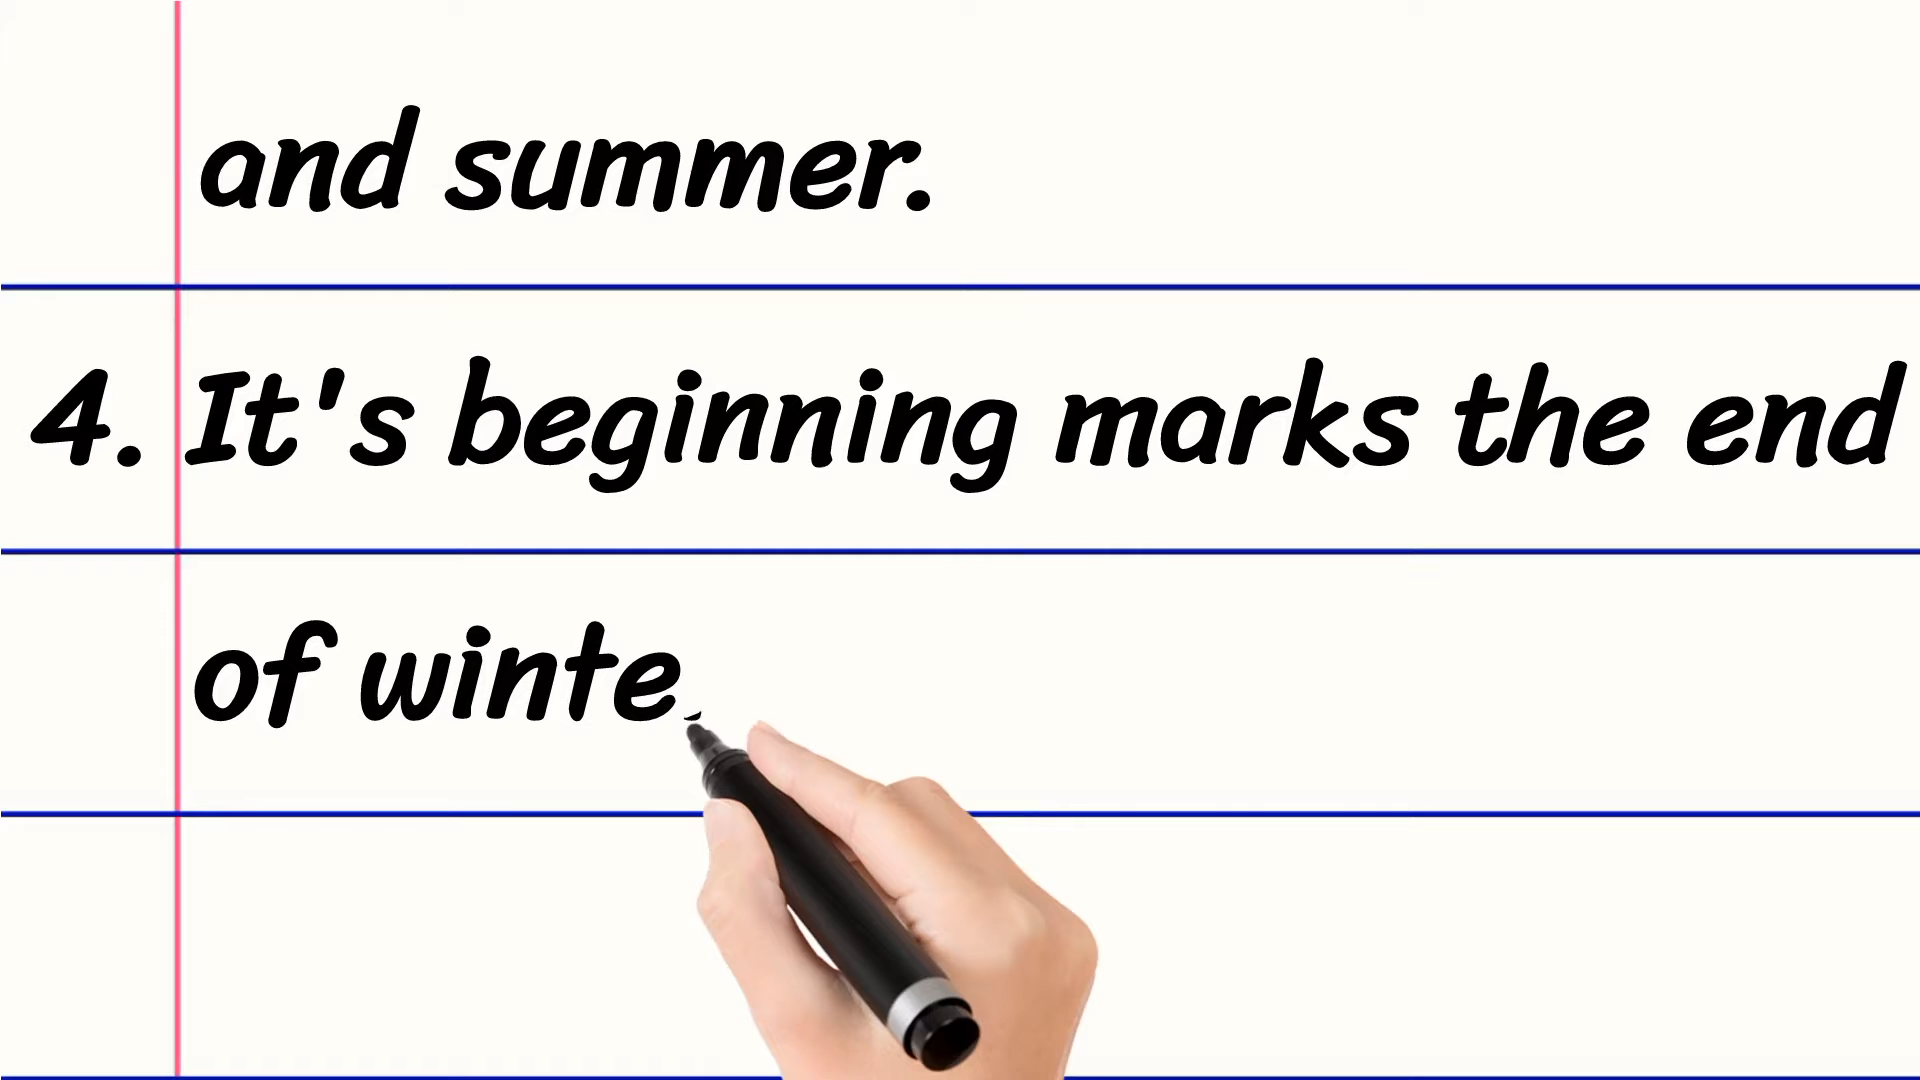 and summer.
4. It's beginning marks the end
of winte